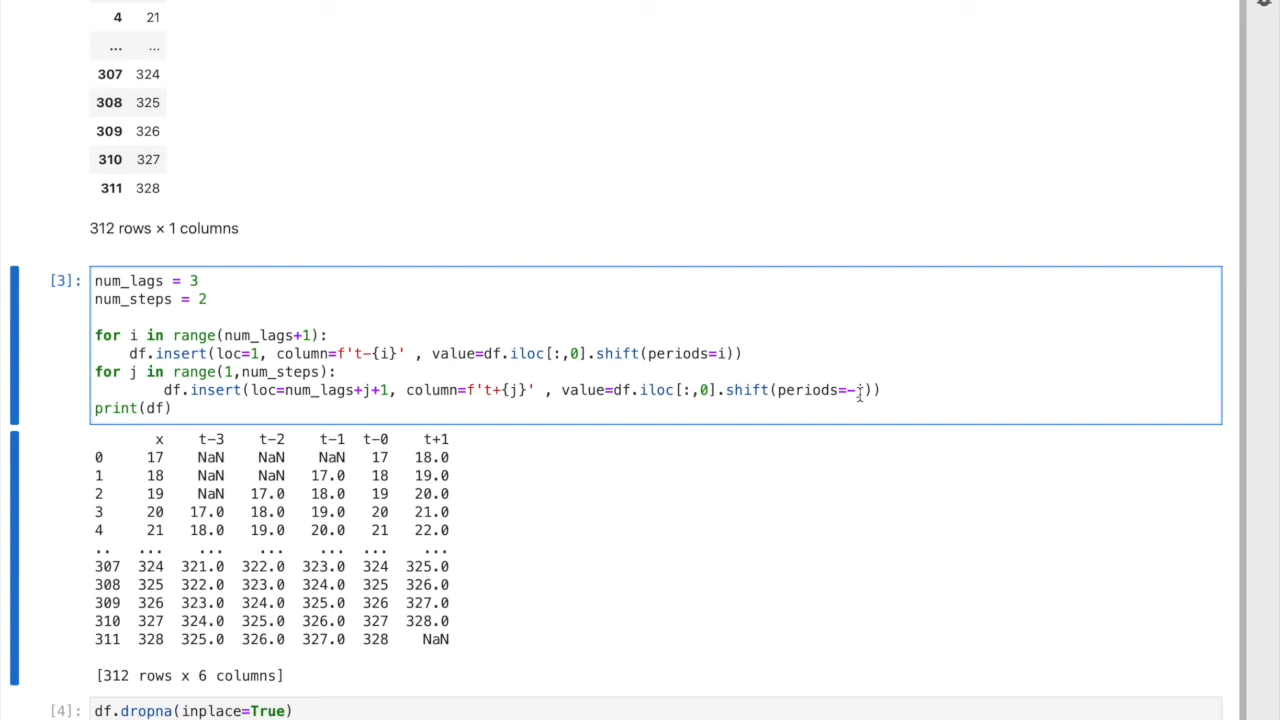 4 21
... ...
307 324
308 325
309 326
310 327
311 328
312 rows × 1 columns
[3]: num_lags = 3
num_steps = 2
for i in range(num_lags+1):
    df.insert(loc=1, column=f't-{i}' , value=df.iloc[:,0].shift(periods=i))
for j in range(1,num_steps):
        df.insert(loc=num_lags+j+1, column=f't+{j}' , value=df.iloc[:,0].shift(periods=-j))
print(df)
x t-3 t-2 t-1 t-0 t+1
0 17 NaN NaN NaN 17 18.0
1 18 NaN NaN 17.0 18 19.0
2 19 NaN 17.0 18.0 19 20.0
3 20 17.0 18.0 19.0 20 21.0
4 21 18.0 19.0 20.0 21 22.0
.. ... ... ... ... ... ...
307 324 321.0 322.0 323.0 324 325.0
308 325 322.0 323.0 324.0 325 326.0
309 326 323.0 324.0 325.0 326 327.0
310 327 324.0 325.0 326.0 327 328.0
311 328 325.0 326.0 327.0 328 NaN
[312 rows x 6 columns]
[4]: df.dropna(inplace=True)